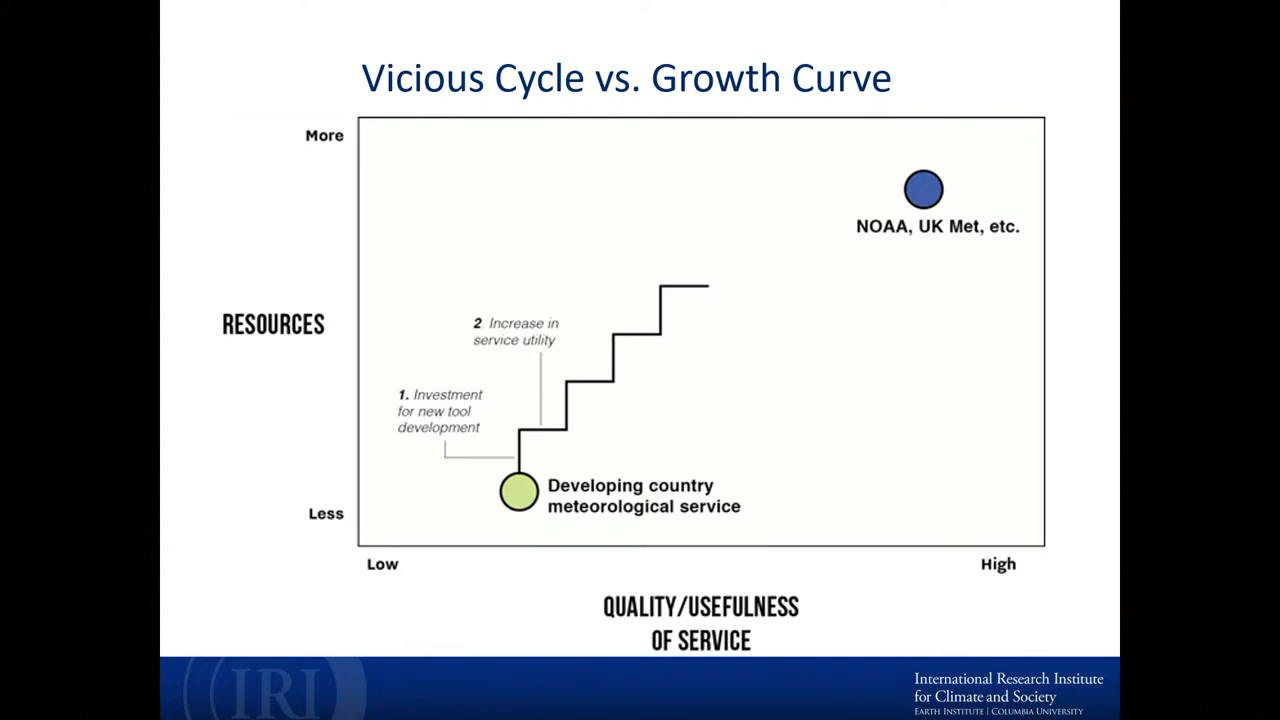 Vicious Cycle vs. Growth Curve
More
NOAA, UK Met, etc.
RESOURCES
2. Increase in
service utility
1. Investment
for new tool
development
Developing country
meteorological service
Less
Low
High
QUALITY/USEFULNESS
OF SERVICE
IRI
International Research Institute
for Climate and Society
EARTH INSTITUTE | COLUMBIA UNIVERSITY